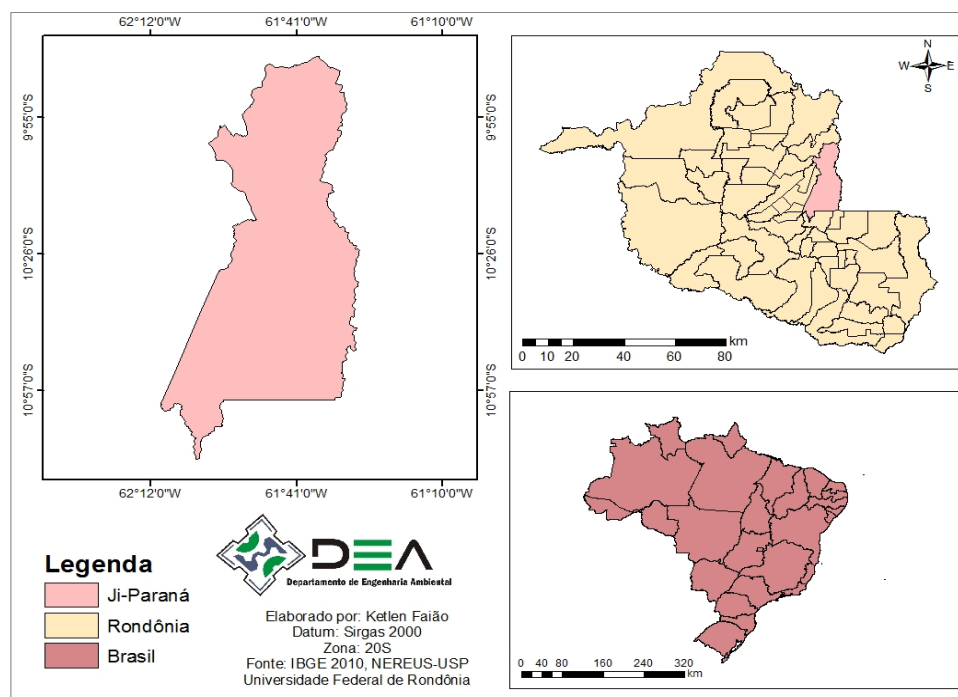 62°12'0"W 61°41'0"W 61°10'0"W
9°55'0"S
10°26'0"S
10°57'0"S
9°55'0"S
10°26'0"S
10°57'0"S
62°12'0"W 61°41'0"W 61°10'0"W
N
W E
S
km
0 10 20 40 60 80
km
0 40 80 160 240 320
Legenda
Ji-Paraná
Rondônia
Brasil
DEA
Departamento de Engenharia Ambiental
Elaborado por: Ketlen Faião
Datum: Sirgas 2000
Zona: 20S
Fonte: IBGE 2010, NEREUS-USP
Universidade Federal de Rondônia